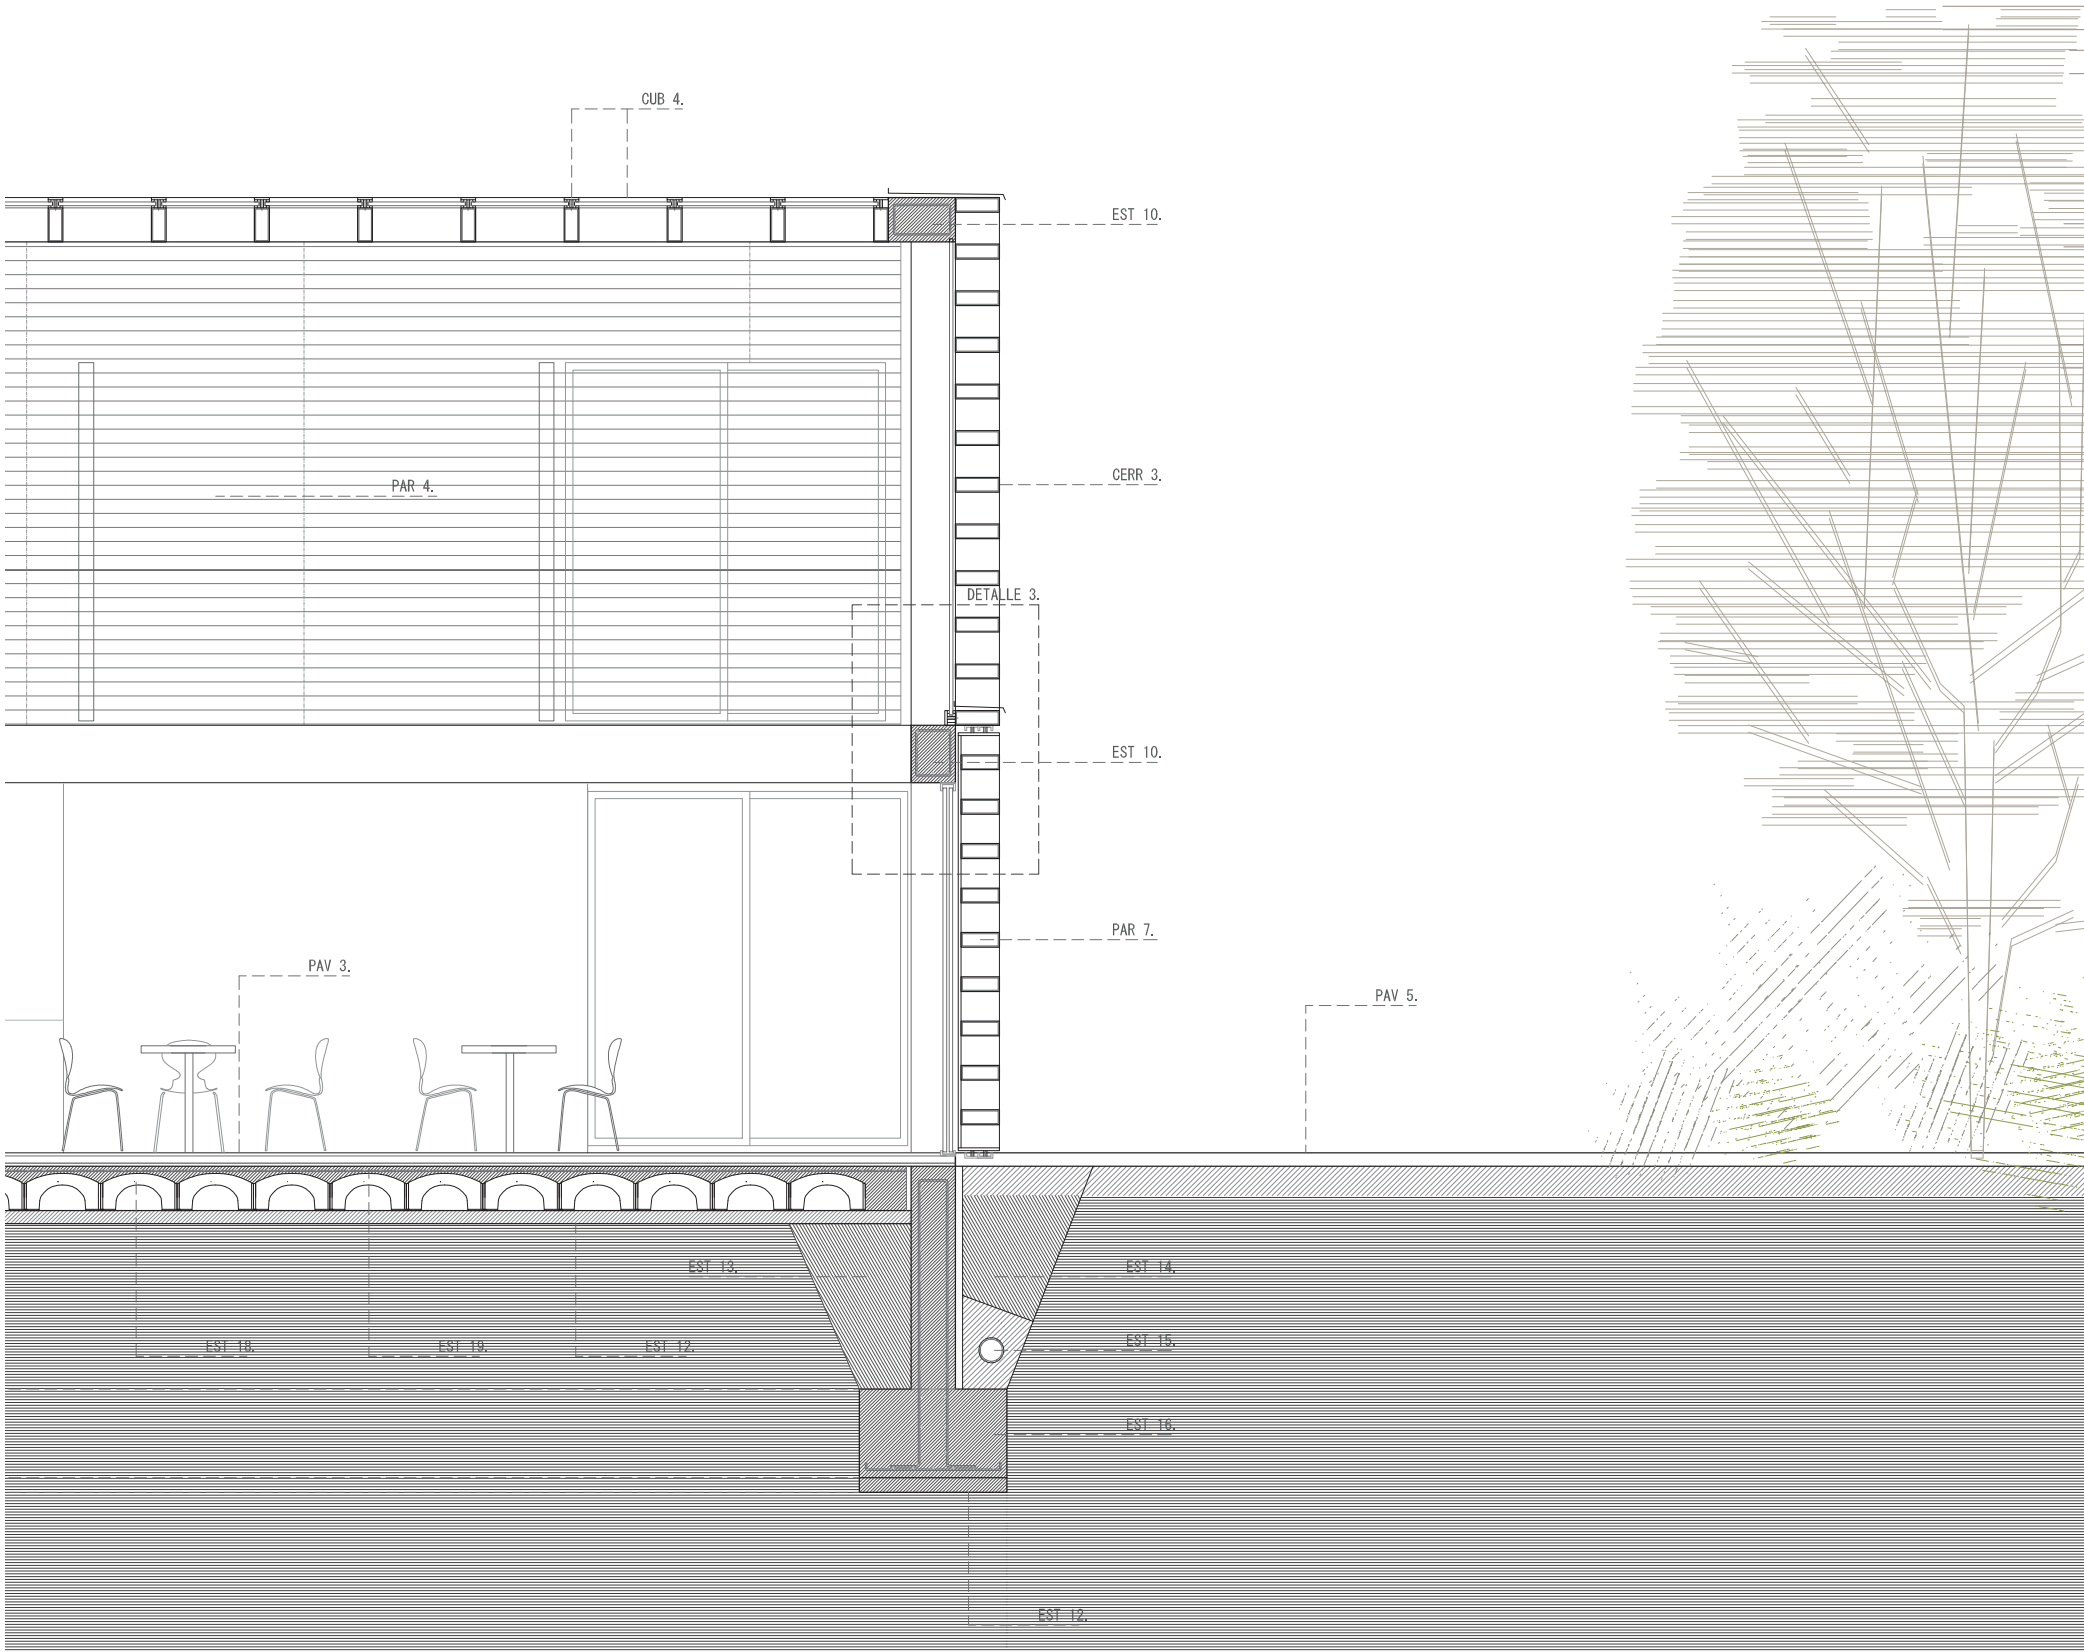 CUB 4.
EST 10.
CERR 3.
PAR 4.
DETALLE 3.
EST 10.
PAR 7.
PAV 3.
PAV 5.
EST 13.
EST 14.
EST 15.
EST 18.
EST 19.
EST 12.
EST 16.
EST 12.